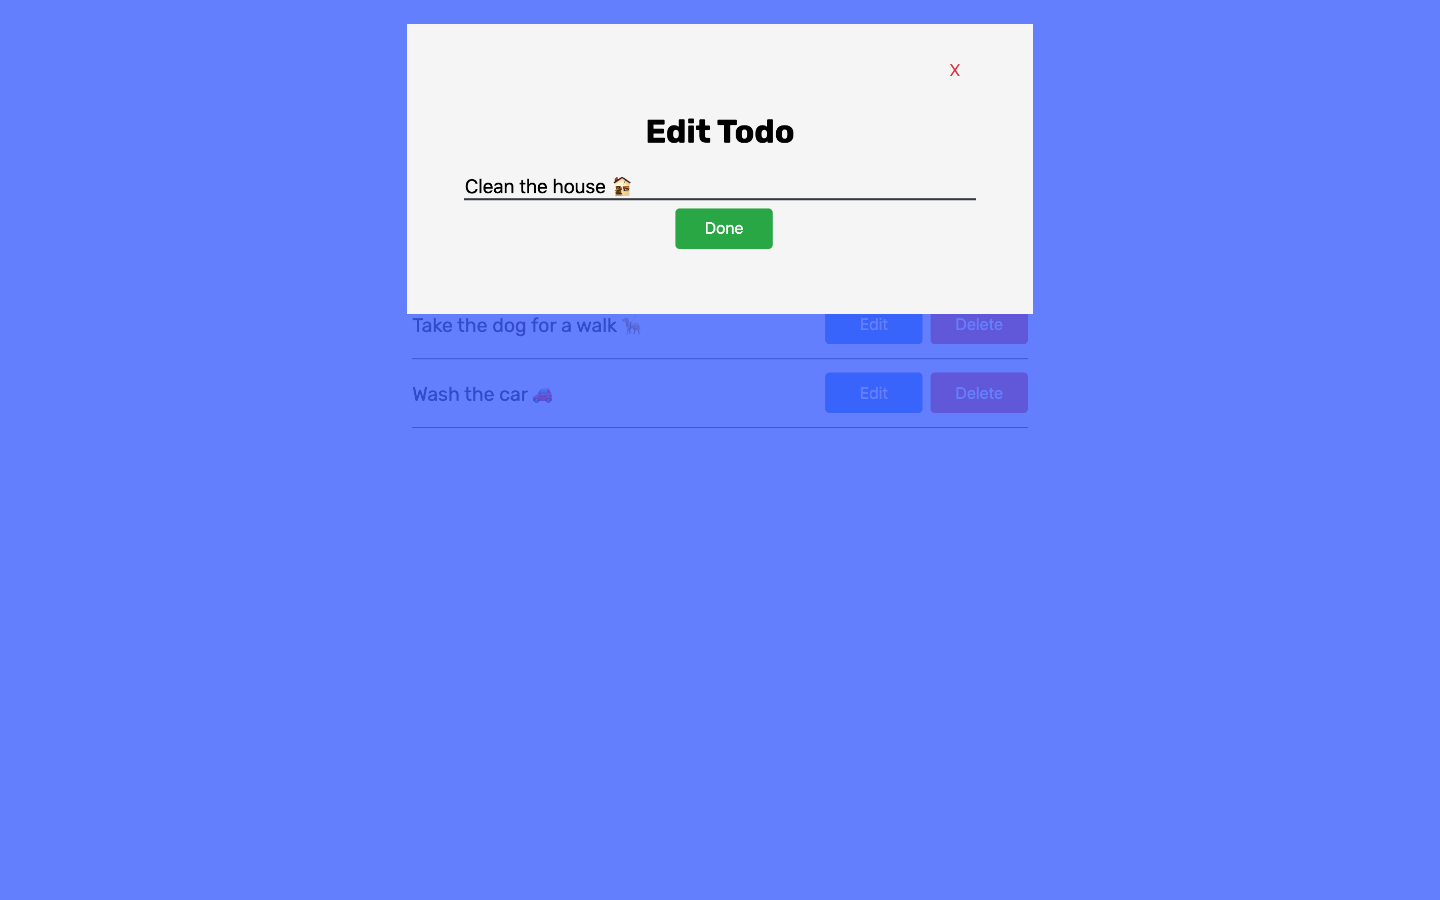 X
Edit Todo
Clean the house 🏠
Done
Take the dog for a walk 🐕 Edit Delete
Wash the car 🚗 Edit Delete